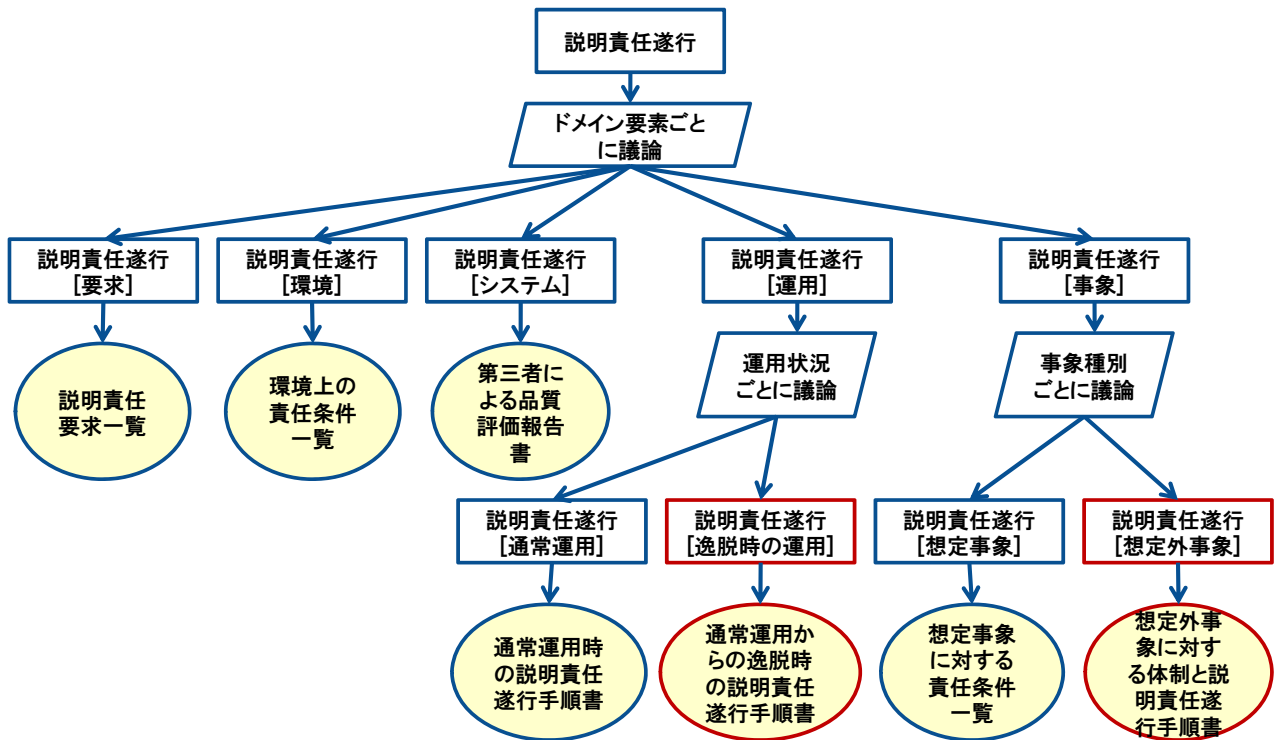 説明責任遂行
ドメイン要素ごと
に議論
説明責任遂行
[要求]
説明責任遂行
[環境]
説明責任遂行
[システム]
説明責任遂行
[運用]
説明責任遂行
[事象]
説明責任
要求一覧
環境上の
責任条件
一覧
第三者に
よる品質
評価報告
書
運用状況
ごとに議論
事象種別
ごとに議論
説明責任遂行
[通常運用]
説明責任遂行
[逸脱時の運用]
説明責任遂行
[想定事象]
説明責任遂行
[想定外事象]
通常運用時
の説明責任
遂行手順書
通常運用か
らの逸脱時
の説明責任
遂行手順書
想定事象
に対する
責任条件
一覧
想定外事
象に対す
る体制と説
明責任遂
行手順書